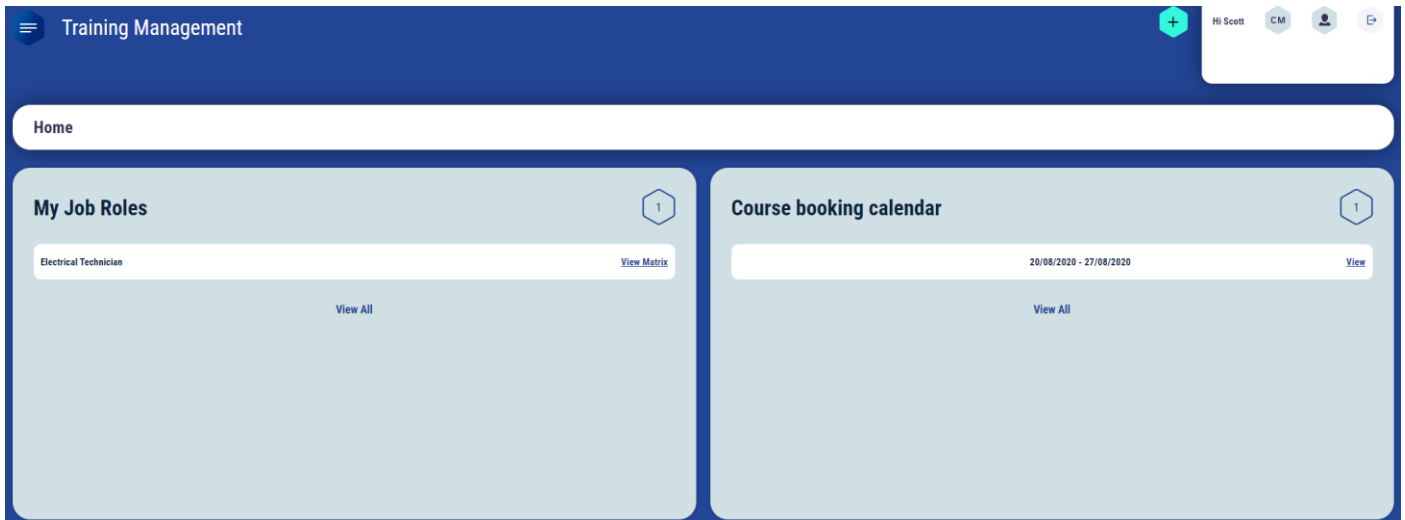 Training Management
+
Hi Scott
CM
Home
My Job Roles
1
Electrical Technician
View Matrix
View All
Course booking calendar
1
20/08/2020 - 27/08/2020
View
View All